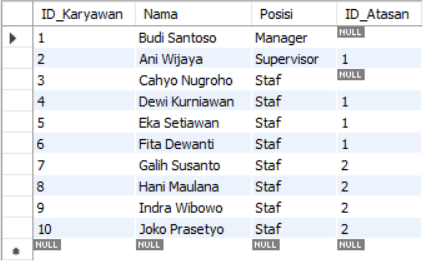 ID_Karyawan Nama Posisi ID_Atasan
1 Budi Santoso Manager NULL
2 Ani Wijaya Supervisor 1
3 Cahyo Nugroho Staf NULL
4 Dewi Kurniawan Staf 1
5 Eka Setiawan Staf 1
6 Fita Dewanti Staf 1
7 Galih Susanto Staf 2
8 Hani Maulana Staf 2
9 Indra Wibowo Staf 2
10 Joko Prasetyo Staf 2
NULL NULL NULL NULL